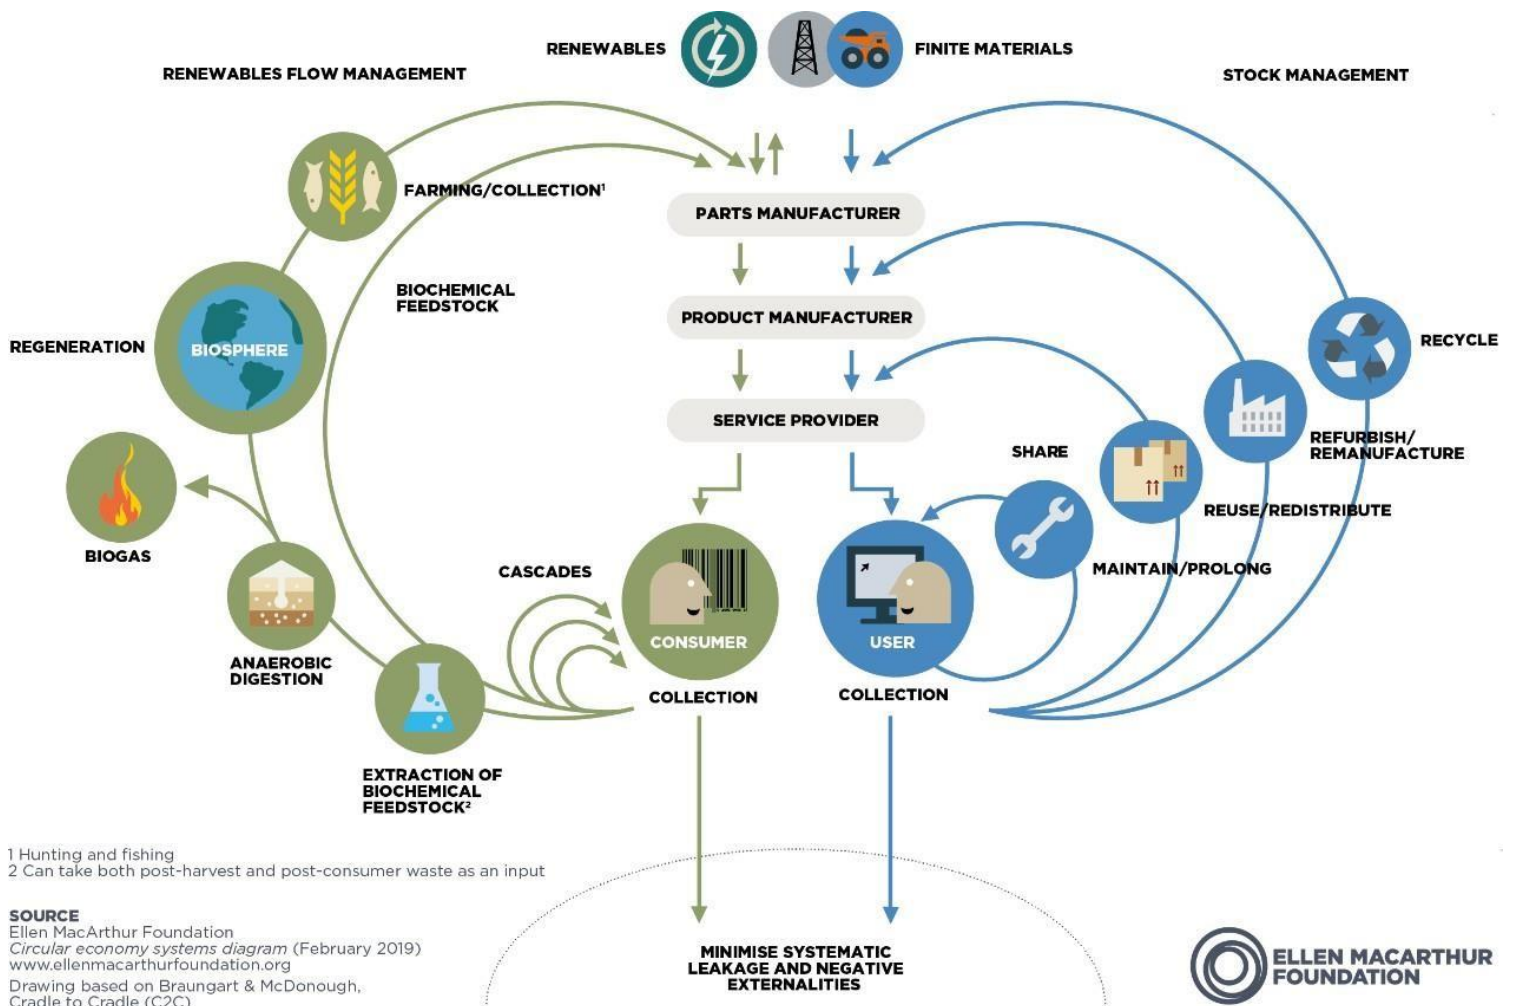 RENEWABLES
FINITE MATERIALS
RENEWABLES FLOW MANAGEMENT
STOCK MANAGEMENT
FARMING/COLLECTION¹
PARTS MANUFACTURER
BIOCHEMICAL
FEEDSTOCK
PRODUCT MANUFACTURER
REGENERATION
BIOSPHERE
RECYCLE
SERVICE PROVIDER
REFURBISH/
REMANUFACTURE
SHARE
REUSE/REDISTRIBUTE
BIOGAS
CASCADES
MAINTAIN/PROLONG
CONSUMER
USER
ANAEROBIC
DIGESTION
COLLECTION
COLLECTION
EXTRACTION OF
BIOCHEMICAL
FEEDSTOCK²
1 Hunting and fishing
2 Can take both post-harvest and post-consumer waste as an input
SOURCE
Ellen MacArthur Foundation
Circular economy systems diagram (February 2019)
www.ellenmacarthurfoundation.org
Drawing based on Braungart & McDonough,
Cradle to Cradle (C2C)
MINIMISE SYSTEMATIC
LEAKAGE AND NEGATIVE
EXTERNALITIES
ELLEN MACARTHUR
FOUNDATION